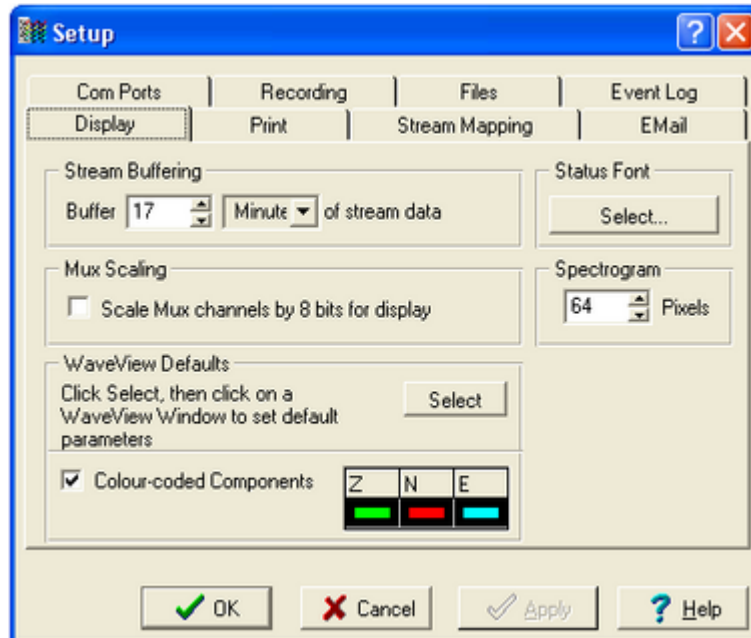 Setup
Com Ports Recording Files Event Log
Display Print Stream Mapping EMail
Stream Buffering
Buffer 17 Minute of stream data
Status Font
Select...
Mux Scaling
Scale Mux channels by 8 bits for display
Spectrogram
64 Pixels
WaveView Defaults
Click Select, then click on a
WaveView Window to set default
parameters
Select
Colour-coded Components
Z N E
OK Cancel Apply Help